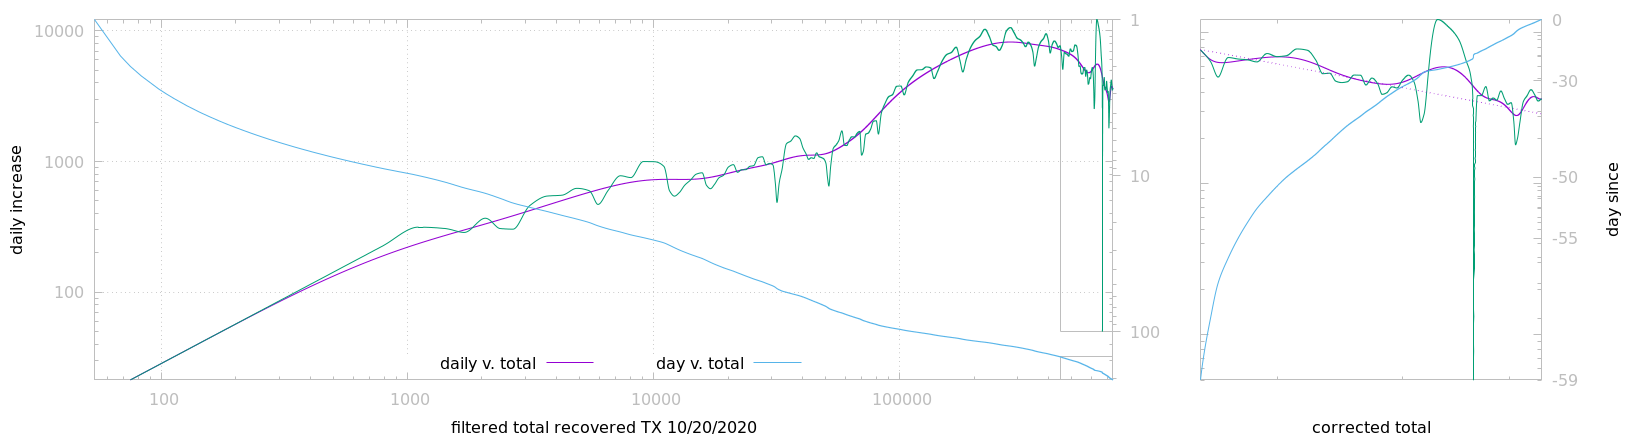 10000
1000
100
daily increase
100
1000
10000
100000
1
10
100
daily v. total
day v. total
filtered total recovered TX 10/20/2020
0
-30
-50
-55
-59
day since
corrected total